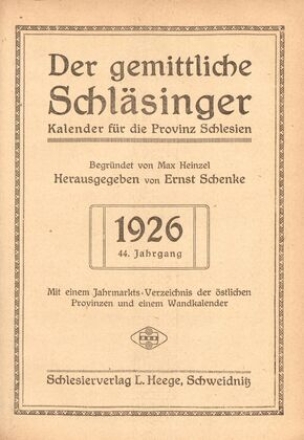 Der gemittliche
Schläsinger
Kalender für die Provinz Schlesien
Begründet von Max Heinzel
Herausgegeben von Ernst Schenke
1926
44. Jahrgang
Mit einem Jahrmarkts-Verzeichnis der östlichen
Provinzen und einem Wandkalender
Schlesierverlag L. Heege, Schweidnitz